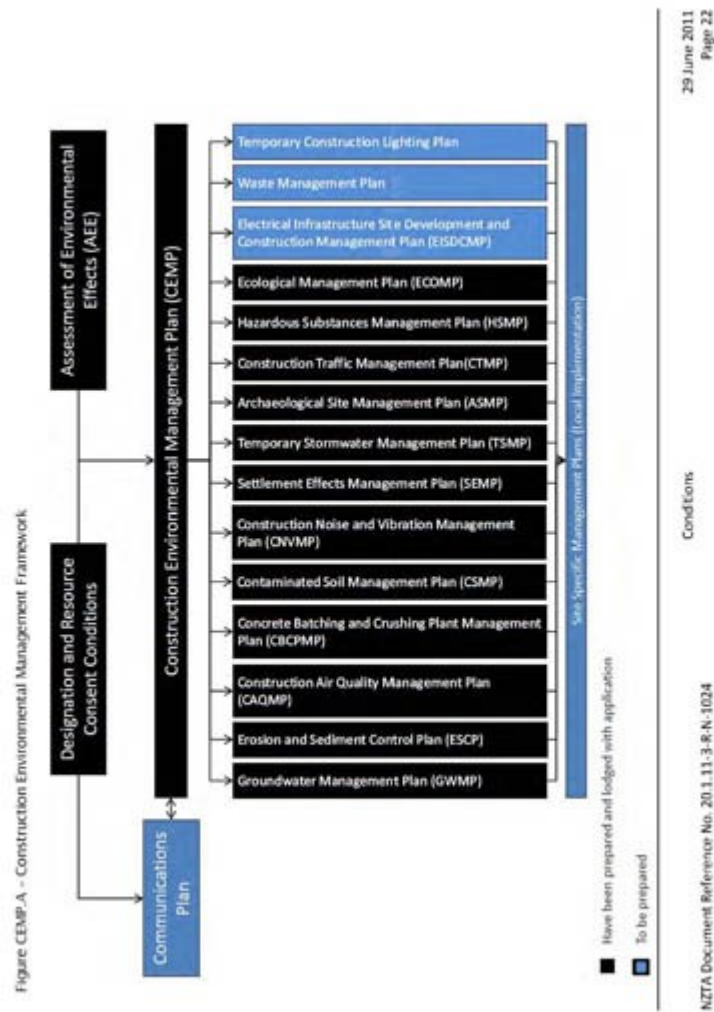 Figure CEMP.A - Construction Environmental Management Framework
Designation and Resource
Consent Conditions
Assessment of Environmental
Effects (AEE)
Communications
Plan
Construction Environmental Management Plan (CEMP)
Groundwater Management Plan (GWMP)
Erosion and Sediment Control Plan (ESCP)
Construction Air Quality Management Plan
(CAQMP)
Concrete Batching and Crushing Plant Management
Plan (CBCPMP)
Contaminated Soil Management Plan (CSMP)
Construction Noise and Vibration Management
Plan (CNVMP)
Settlement Effects Management Plan (SEMP)
Temporary Stormwater Management Plan (TSMP)
Archaeological Site Management Plan (ASMP)
Construction Traffic Management Plan(CTMP)
Hazardous Substances Management Plan (HSMP)
Ecological Management Plan (ECOMP)
Electrical Infrastructure Site Development and
Construction Management Plan (EISDCMP)
Waste Management Plan
Temporary Construction Lighting Plan
Site Specific Management Plans (Local Implementation)
Have been prepared and lodged with application
To be prepared
NZTA Document Reference No. 20.1.11-3-R-N-1024
Conditions
29 June 2011
Page 22